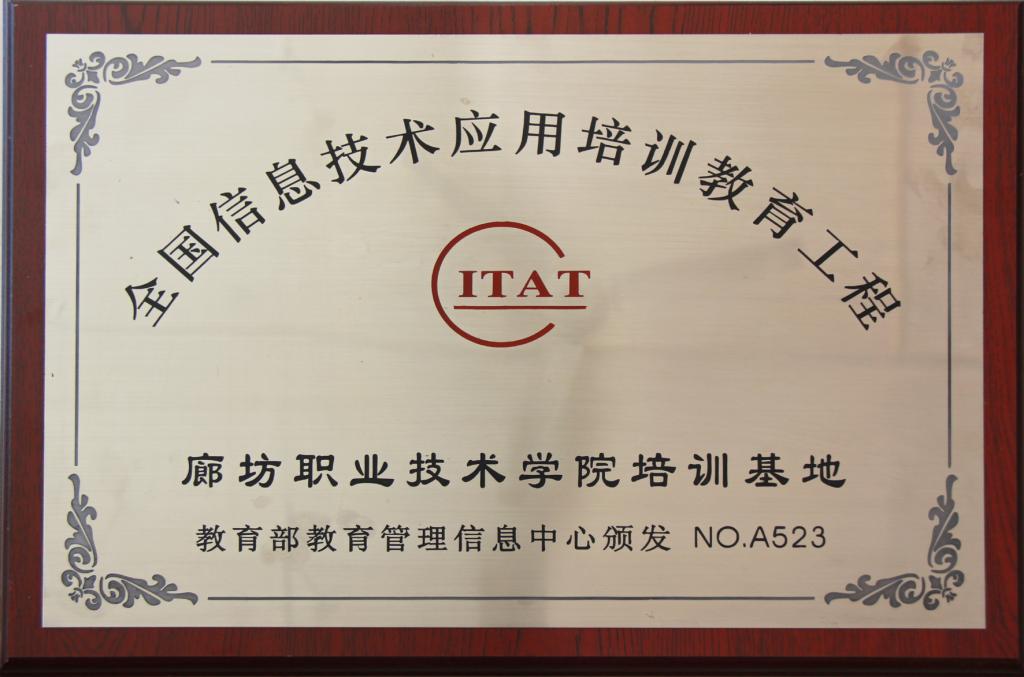 全国信息技术应用培训教育工程
ITAT
廊坊职业技术学院培训基地
教育部教育管理信息中心颁发 NO.A523